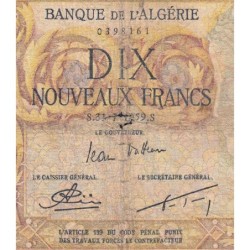 BANQUE DE L'ALGÉRIE
0398161
DIX
NOUVEAUX FRANCS
LE GOUVERNEUR,
LE CAISSIER GÉNÉRAL, LE SECRÉTAIRE GÉNÉRAL,
L'ARTICLE 139 DU CODE PÉNAL PUNIT
DES TRAVAUX FORCÉS LE CONTREFACTEUR